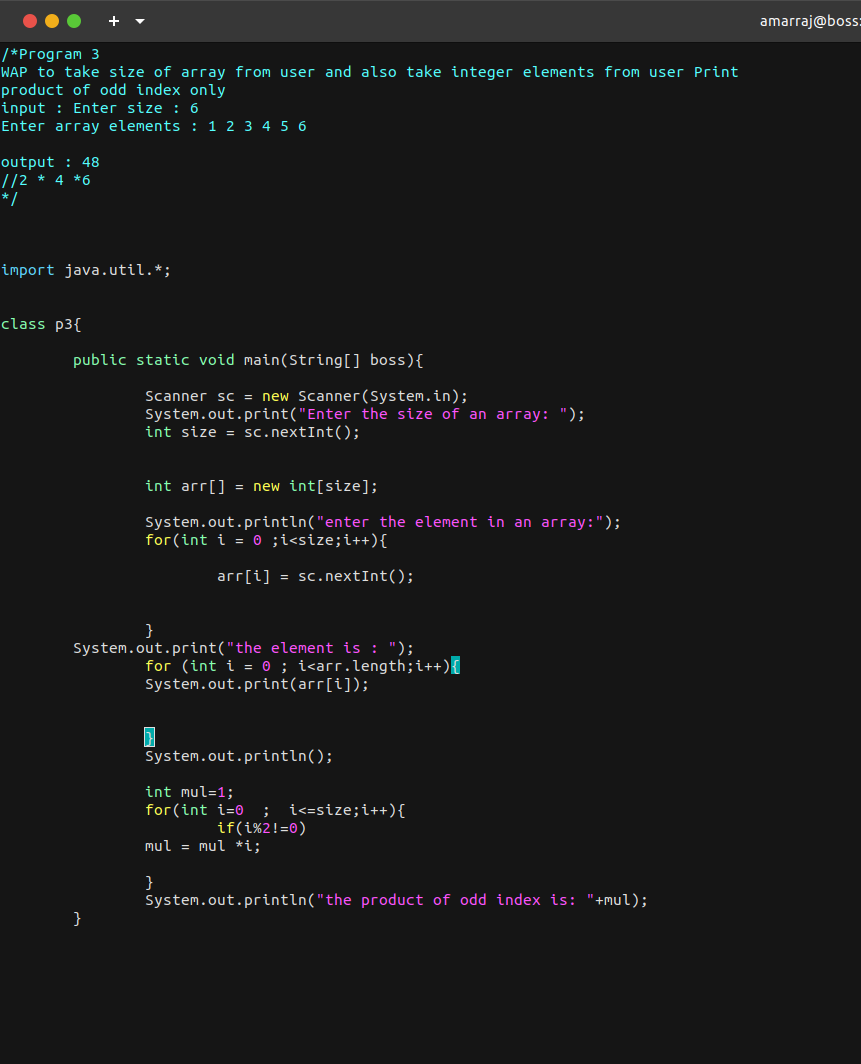 amarraj@boss:
/*Program 3
WAP to take size of array from user and also take integer elements from user Print
product of odd index only
input : Enter size : 6
Enter array elements : 1 2 3 4 5 6
output : 48
//2 * 4 *6
*/
import java.util.*;
class p3{
public static void main(String[] boss){
Scanner sc = new Scanner(System.in);
System.out.print("Enter the size of an array: ");
int size = sc.nextInt();
int arr[] = new int[size];
System.out.println("enter the element in an array:");
for(int i = 0 ;i<size;i++){
arr[i] = sc.nextInt();
}
System.out.print("the element is : ");
for (int i = 0 ; i<arr.length;i++){
System.out.print(arr[i]);
}
System.out.println();
int mul=1;
for(int i=0  ;  i<=size;i++){
if(i%2!=0)
mul = mul *i;
}
System.out.println("the product of odd index is: "+mul);
}